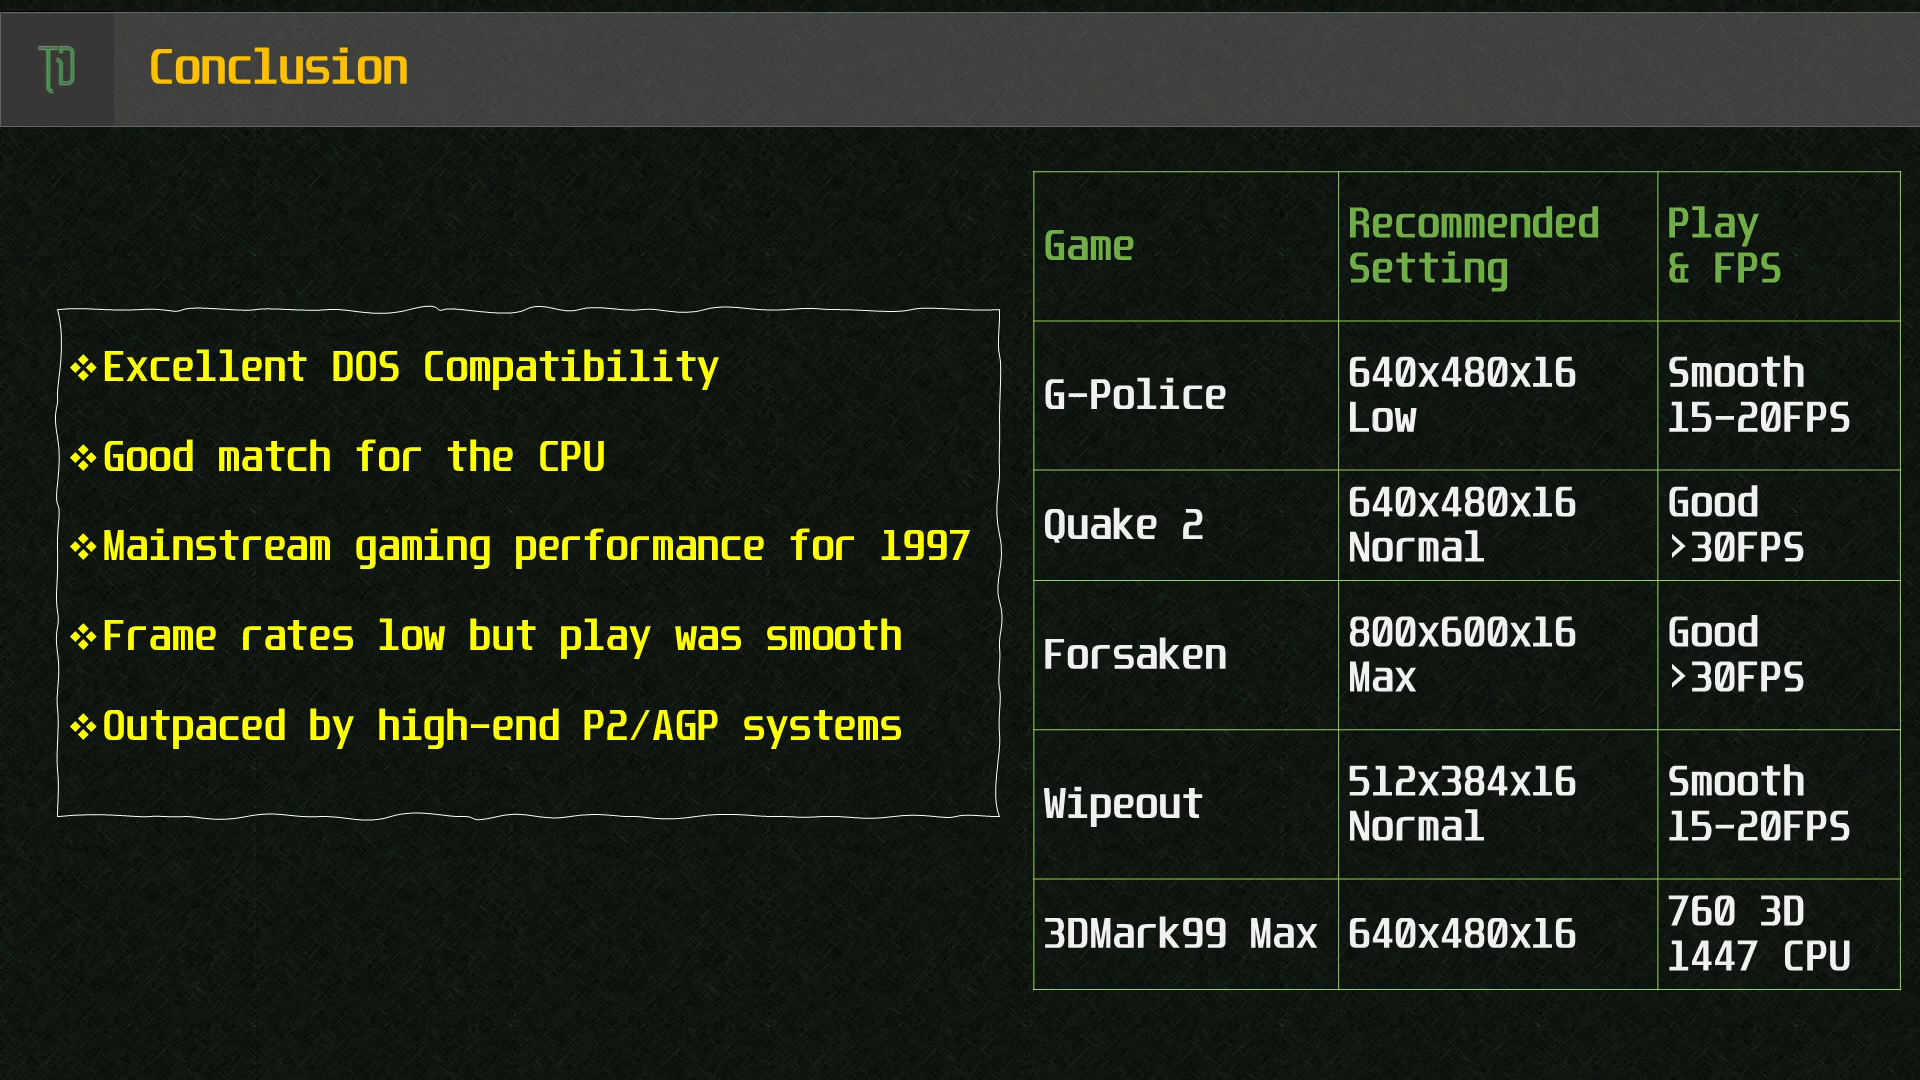 TD
Conclusion
❖Excellent DOS Compatibility
❖Good match for the CPU
❖Mainstream gaming performance for 1997
❖Frame rates low but play was smooth
❖Outpaced by high-end P2/AGP systems
Game
Recommended
Setting
Play
& FPS
G-Police
640x480x16
Low
Smooth
15-20FPS
Quake 2
640x480x16
Normal
Good
>30FPS
Forsaken
800x600x16
Max
Good
>30FPS
Wipeout
512x384x16
Normal
Smooth
15-20FPS
3DMark99 Max
640x480x16
760 3D
1447 CPU